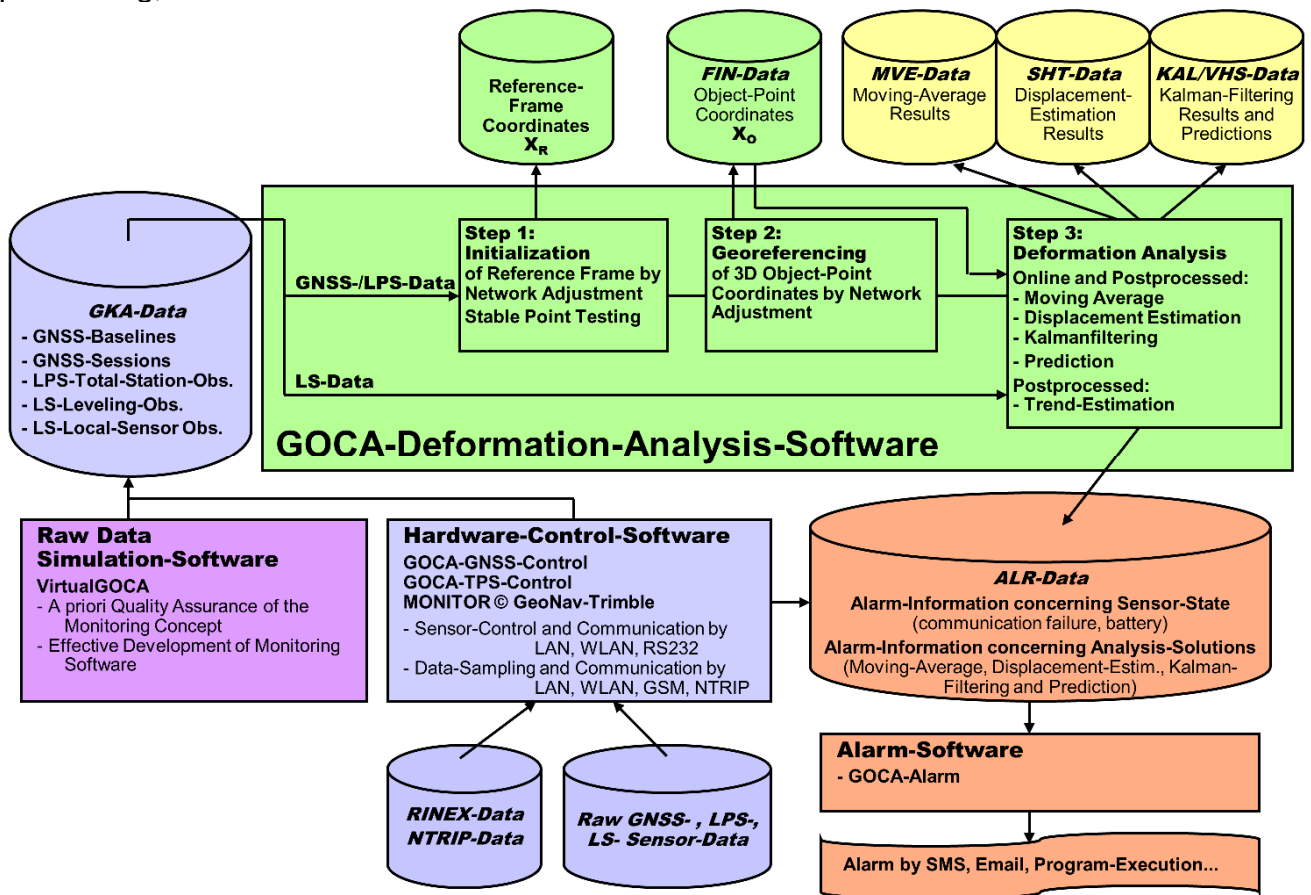 Reference-
Frame
Coordinates
XR
FIN-Data
Object-Point
Coordinates
Xo
MVE-Data
Moving-Average
Results
SHT-Data
Displacement-
Estimation
Results
KAL/VHS-Data
Kalman-Filtering
Results and
Predictions
GKA-Data
- GNSS-Baselines
- GNSS-Sessions
- LPS-Total-Station-Obs.
- LS-Leveling-Obs.
- LS-Local-Sensor Obs.
GNSS-/LPS-Data
LS-Data
Step 1:
Initialization
of Reference Frame by
Network Adjustment
Stable Point Testing
Step 2:
Georeferencing
of 3D Object-Point
Coordinates by Network
Adjustment
Step 3:
Deformation Analysis
Online and Postprocessed:
- Moving Average
- Displacement Estimation
- Kalmanfiltering
- Prediction
Postprocessed:
- Trend-Estimation
GOCA-Deformation-Analysis-Software
Raw Data
Simulation-Software
VirtualGOCA
- A priori Quality Assurance of the
Monitoring Concept
- Effective Development of Monitoring
Software
Hardware-Control-Software
GOCA-GNSS-Control
GOCA-TPS-Control
MONITOR © GeoNav-Trimble
- Sensor-Control and Communication by
LAN, WLAN, RS232
- Data-Sampling and Communication by
LAN, WLAN, GSM, NTRIP
ALR-Data
Alarm-Information concerning Sensor-State
(communication failure, battery)
Alarm-Information concerning Analysis-Solutions
(Moving-Average, Displacement-Estim., Kalman-
Filtering and Prediction)
RINEX-Data
NTRIP-Data
Raw GNSS- , LPS-,
LS- Sensor-Data
Alarm-Software
- GOCA-Alarm
Alarm by SMS, Email, Program-Execution...